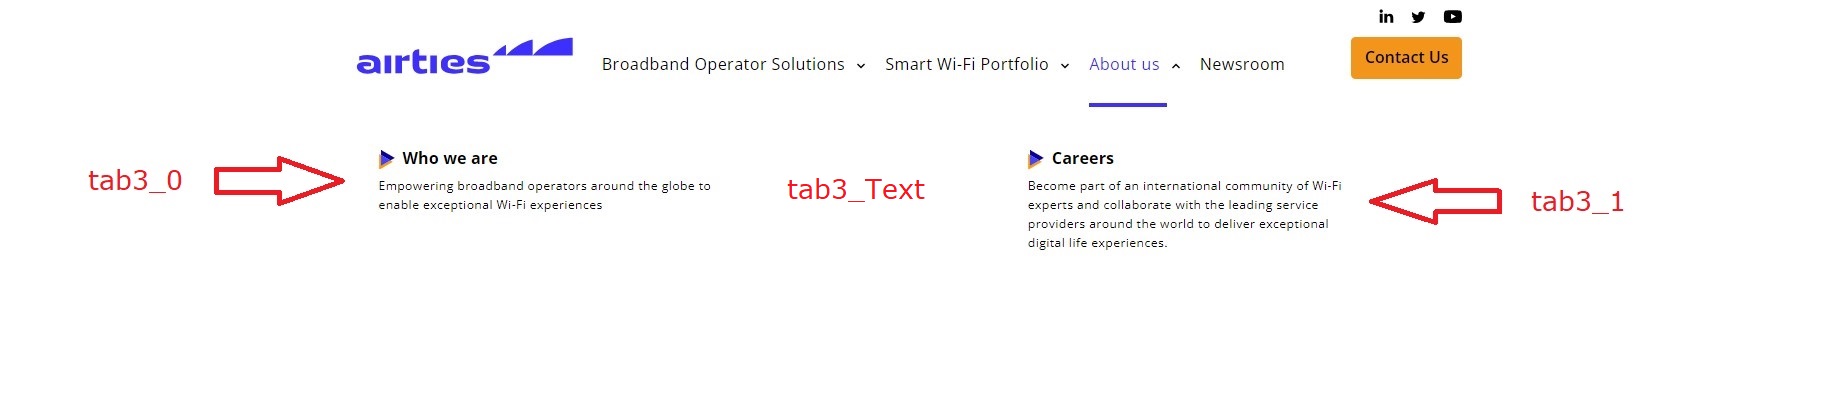 airties
Broadband Operator Solutions
Smart Wi-Fi Portfolio
About us
Newsroom
Contact Us
tab3_0
Who we are
Empowering broadband operators around the globe to
enable exceptional Wi-Fi experiences
tab3_Text
Careers
Become part of an international community of Wi-Fi
experts and collaborate with the leading service
providers around the world to deliver exceptional
digital life experiences.
tab3_1